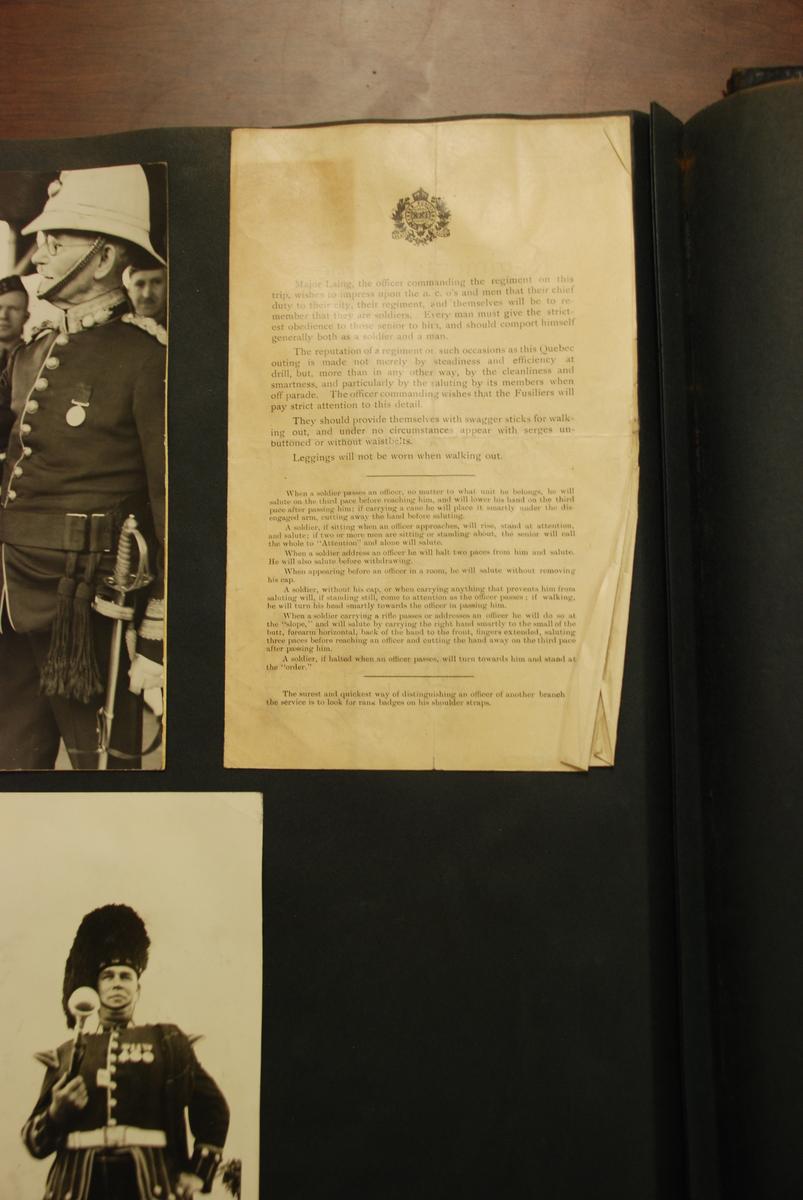 Major Laing, the officer commanding the regiment on this
trip, wishes to impress upon the n. c. o's and men that their chief
duty to their city, their regiment, and themselves will be to re-
member that they are soldiers. Every man must give the strict-
est obedience to those senior to him, and should comport himself
generally both as a soldier and a man.
The reputation of a regiment on such occasions as this Quebec
outing is made not merely by steadiness and efficiency at
drill, but, more than in any other way, by the cleanliness and
smartness, and particularly by the saluting by its members when
off parade. The officer commanding wishes that the Fusiliers will
pay strict attention to this detail.
They should provide themselves with swagger sticks for walk-
ing out, and under no circumstances appear with serges un-
buttoned or without waistbelts.
Leggings will not be worn when walking out.
When a soldier passes an officer, no matter to what unit he belongs, he will
salute on the third pace before reaching him, and will lower his hand on the third
pace after passing him; if carrying a cane he will place it smartly under the dis-
engaged arm, cutting away the hand before saluting.
A soldier, if sitting when an officer approaches, will rise, stand at attention,
and salute; if two or more men are sitting or standing about, the senior will call
the whole to "Attention" and alone will salute.
When a soldier address an officer he will halt two paces from him and salute.
He will also salute before withdrawing.
When appearing before an officer in a room, he will salute without removing
his cap.
A soldier, without his cap, or when carrying anything that prevents him from
saluting will, if standing still, come to attention as the officer passes; if walking,
he will turn his head smartly towards the officer in passing him.
When a soldier carrying a rifle passes or addresses an officer he will do so at
the "slope," and will salute by carrying the right hand smartly to the small of the
butt, forearm horizontal, back of the hand to the front, fingers extended, saluting
three paces before reaching an officer and cutting the hand away on the third pace
after passing him.
A soldier, if halted when an officer passes, will turn towards him and stand at
the "order."
The surest and quickest way of distinguishing an officer of another branch
the service is to look for rank badges on his shoulder straps.